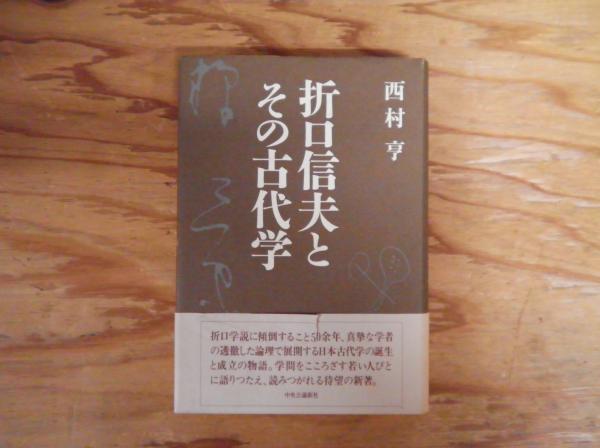 西村 亨
折口信夫と
その古代学
折口学説に傾倒すること50余年、真摯な学者
の透徹した論理で展開する日本古代学の誕生
と成立の物語。学問をこころざす若い人びと
に語りつたえ、読みつがれる待望の新著。
中央公論新社